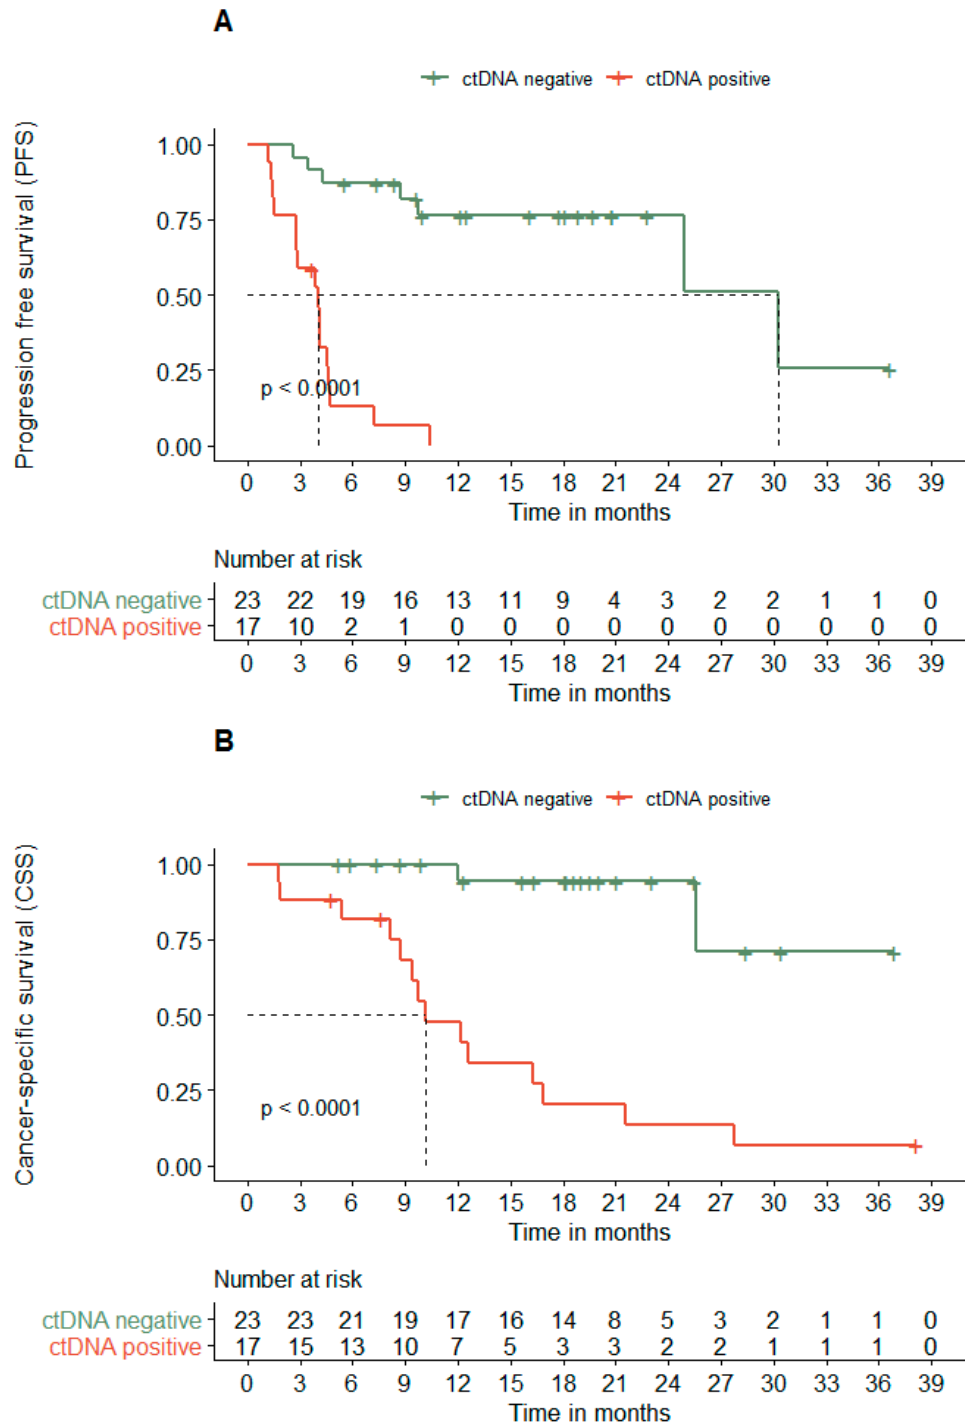 A
ctDNA negative ctDNA positive
Progression free survival (PFS)
1.00
0.75
0.50
0.25
0.00
p < 0.0001
0 3 6 9 12 15 18 21 24 27 30 33 36 39
Time in months
Number at risk
ctDNA negative 23 22 19 16 13 11 9 4 3 2 2 1 1 0
ctDNA positive 17 10 2 1 0 0 0 0 0 0 0 0 0 0
0 3 6 9 12 15 18 21 24 27 30 33 36 39
Time in months
B
ctDNA negative ctDNA positive
Cancer-specific survival (CSS)
1.00
0.75
0.50
0.25
0.00
p < 0.0001
0 3 6 9 12 15 18 21 24 27 30 33 36 39
Time in months
Number at risk
ctDNA negative 23 23 21 19 17 16 14 8 5 3 2 1 1 0
ctDNA positive 17 15 13 10 7 5 3 3 2 2 1 1 1 0
0 3 6 9 12 15 18 21 24 27 30 33 36 39
Time in months